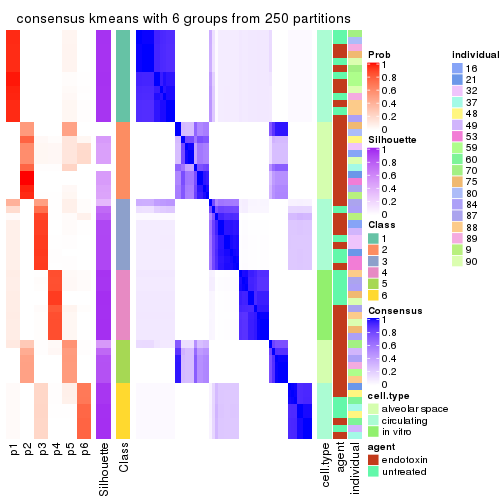 consensus kmeans with 6 groups from 250 partitions
Prob
1
0.8
0.6
0.4
0.2
0
Silhouette
1
0.8
0.6
0.4
0.2
0
Class
1
2
3
4
5
6
Consensus
1
0.8
0.6
0.4
0.2
0
cell.type
alveolar space
circulating
in vitro
agent
endotoxin
untreated
individual
16
21
32
37
48
49
53
59
60
70
75
80
84
87
88
89
9
90
p1
p2
p3
p4
p5
p6
Silhouette
Class
cell.type
agent
individual